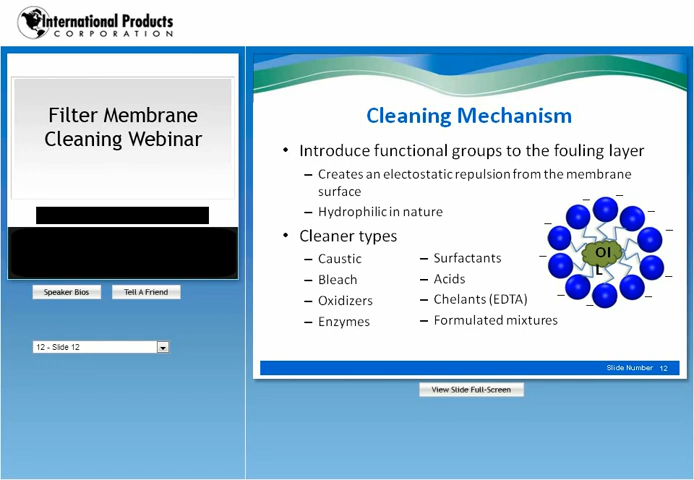 International Products
CORPORATION
Filter Membrane
Cleaning Webinar
Speaker Bios
Tell A Friend
12 - Slide 12
Cleaning Mechanism
• Introduce functional groups to the fouling layer
– Creates an electostatic repulsion from the membrane
surface
– Hydrophilic in nature
• Cleaner types
– Caustic
– Bleach
– Oxidizers
– Enzymes
– Surfactants
– Acids
– Chelants (EDTA)
– Formulated mixtures
OI
L
Slide Number 12
View Slide Full-Screen